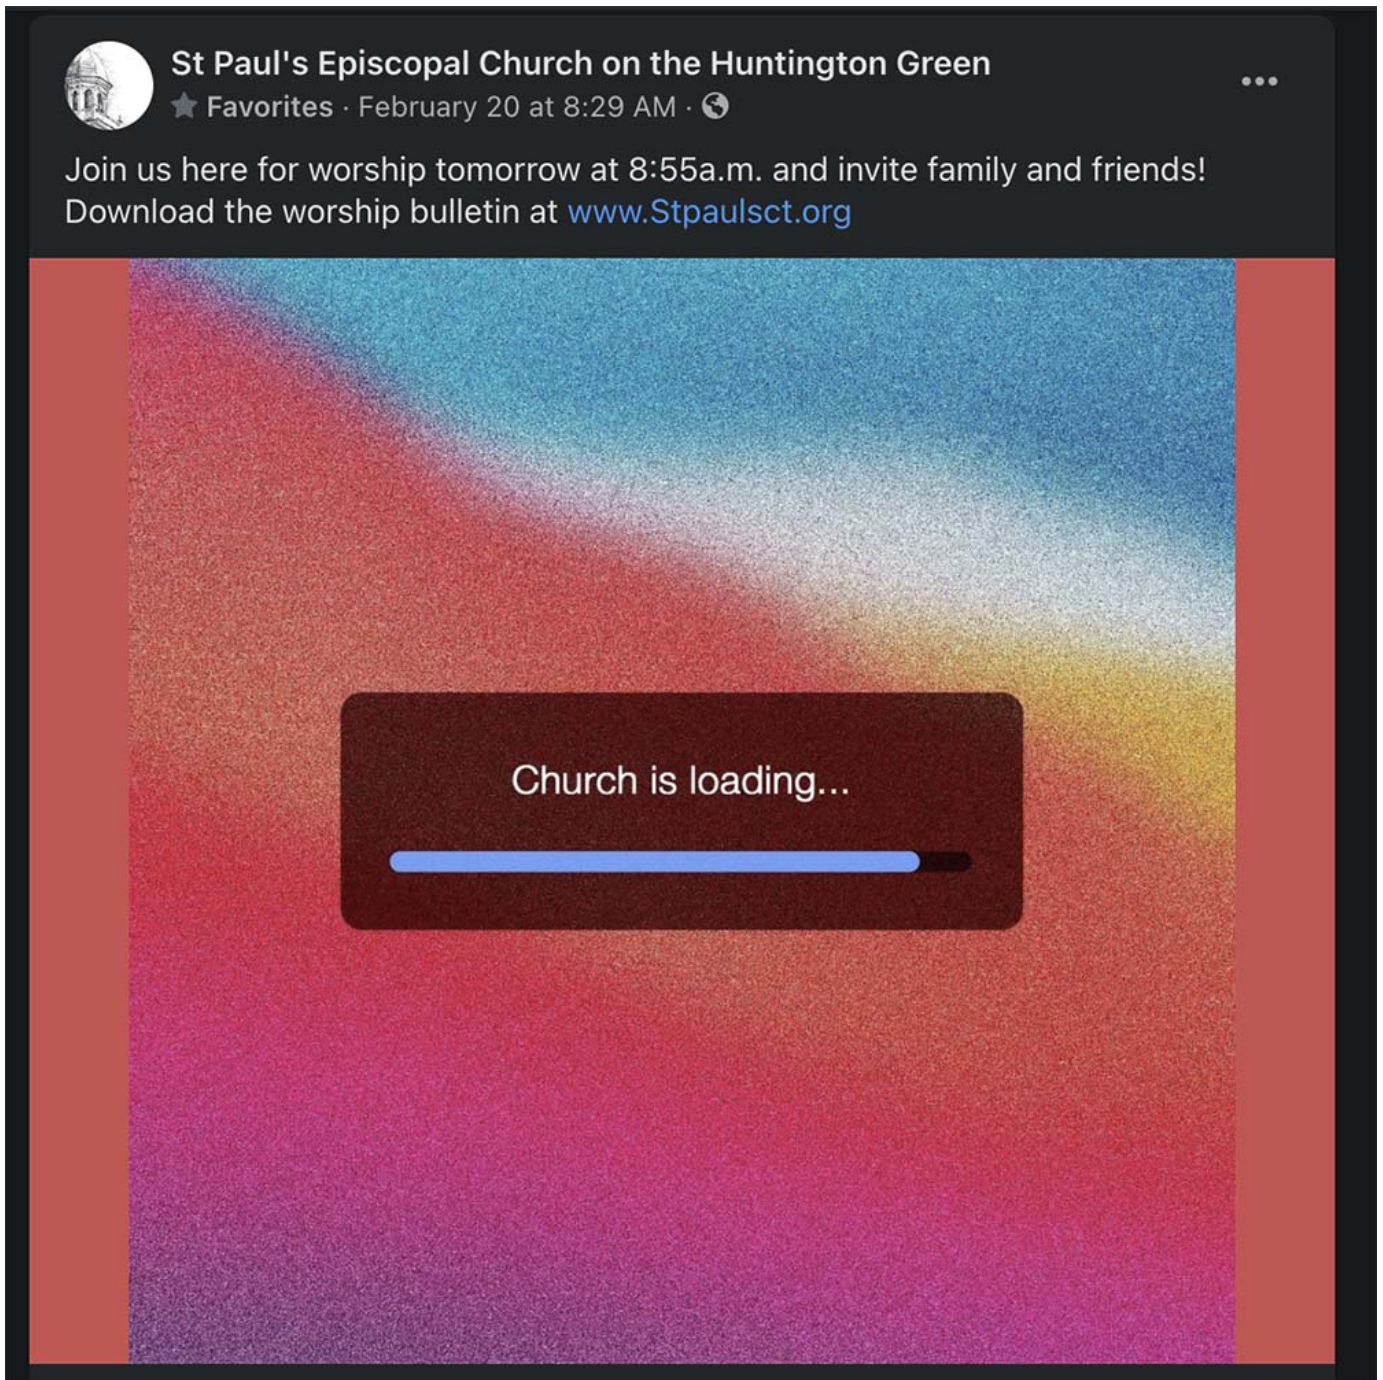 St Paul's Episcopal Church on the Huntington Green
Favorites · February 20 at 8:29 AM ·
Join us here for worship tomorrow at 8:55a.m. and invite family and friends!
Download the worship bulletin at www.Stpaulsct.org
Church is loading...